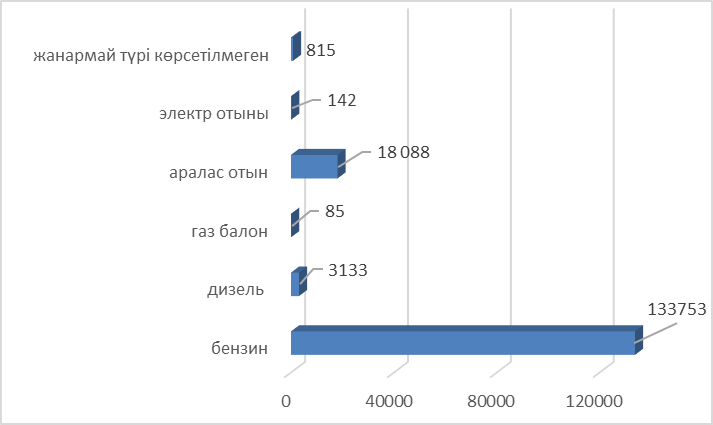 жанармай түрі көрсетілмеген 815
электр отыны 142
аралас отын 18 088
газ балон 85
дизель 3133
бензин 133753
0 40000 80000 120000